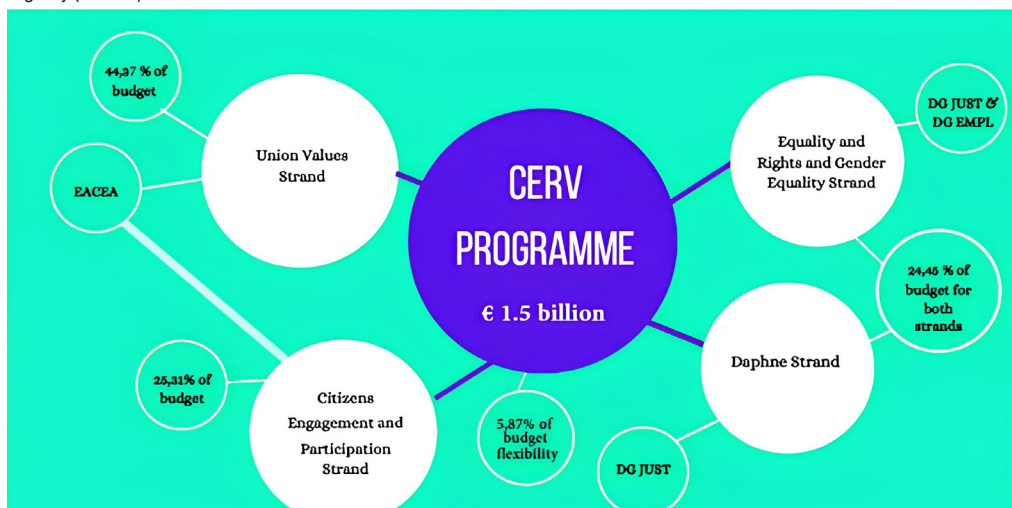 44,37 % of
budget
EACEA
Union Values
Strand
25,31% of
budget
Citizens
Engagement and
Participation
Strand
CERV
PROGRAMME
€ 1.5 billion
5,87% of
budget
flexibility
Equality and
Rights and Gender
Equality Strand
DG JUST &
DG EMPL
24,45 % of
budget for
both
strands
Daphne Strand
DG JUST